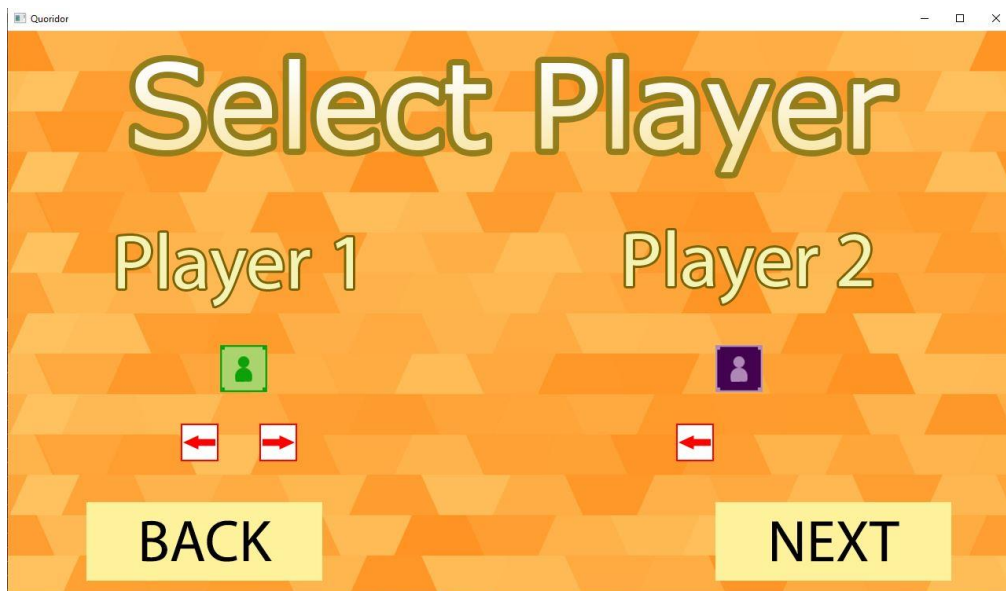 Quoridor
Select Player
Player 1
Player 2
BACK
NEXT